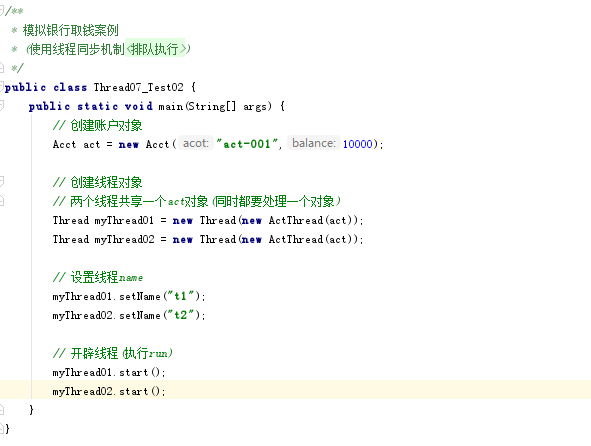 /**
 * 模拟银行取钱案例
 * (使用线程同步机制<排队执行>)
 */
public class Thread07_Test02 {
    public static void main(String[] args) {
        // 创建账户对象
        Acct act = new Acct( acot: "act-001", balance: 10000);
        // 创建线程对象
        // 两个线程共享一个act对象(同时都要处理一个对象)
        Thread myThread01 = new Thread(new ActThread(act));
        Thread myThread02 = new Thread(new ActThread(act));
        // 设置线程name
        myThread01.setName("t1");
        myThread02.setName("t2");
        // 开辟线程(执行run)
        myThread01.start();
        myThread02.start();
    }
}